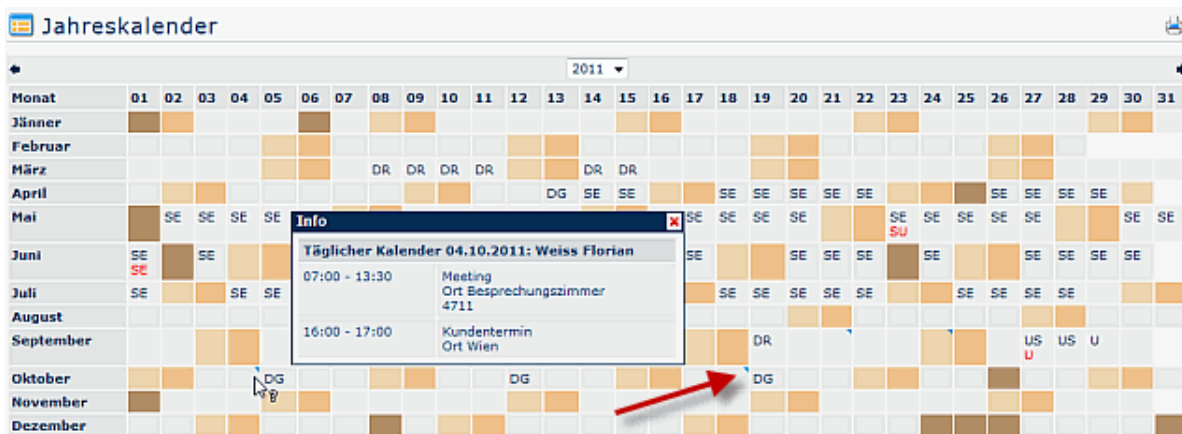 Jahreskalender
2011
Monat 01 02 03 04 05 06 07 08 09 10 11 12 13 14 15 16 17 18 19 20 21 22 23 24 25 26 27 28 29 30 31
Jänner
Februar
März DR DR DR DR DR DR
April DG SE SE SE SE SE SE SE SE SE SE SE
Mai SE SE SE SE SE SE SE SE SE SE SE SE SE SE SE
SU
Juni SE SE SE SE SE SE SE SE SE SE SE
SE
Juli SE SE SE SE SE SE SE SE SE SE SE SE
August
September DR US US U
U
Oktober DG DG DG
November
Dezember
Info
Täglicher Kalender 04.10.2011: Weiss Florian
07:00 - 13:30 Meeting
Ort Besprechungszimmer
4711
16:00 - 17:00 Kundentermin
Ort Wien